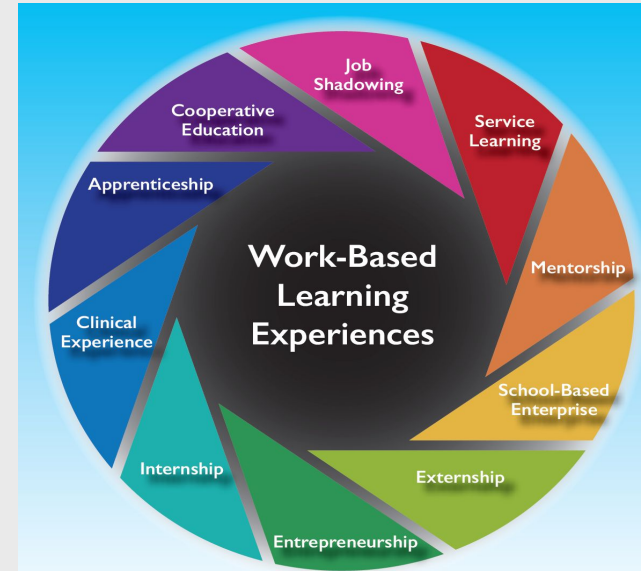 Job
Shadowing
Service
Learning
Mentorship
School-Based
Enterprise
Externship
Entrepreneurship
Internship
Clinical
Experience
Apprenticeship
Cooperative
Education
Work-Based
Learning
Experiences